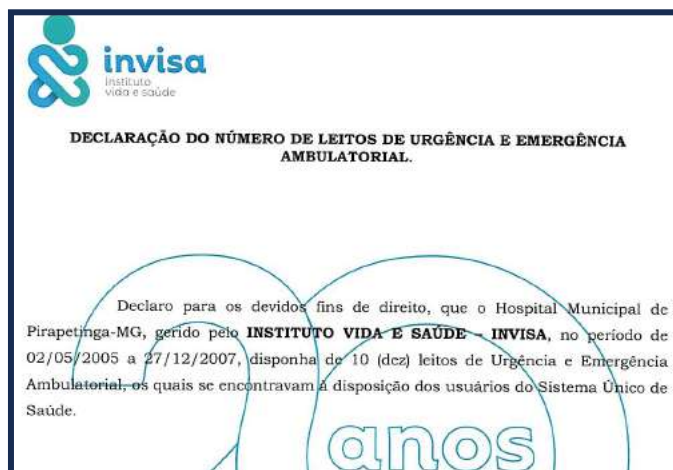 invisa
instituto
vida e saúde
DECLARAÇÃO DO NÚMERO DE LEITOS DE URGÊNCIA E EMERGÊNCIA
AMBULATORIAL.
Declaro para os devidos fins de direito, que o Hospital Municipal de
Pirapetinga-MG, gerido pelo INSTITUTO VIDA E SAÚDE – INVISA, no período de
02/05/2005 a 27/12/2007, disponha de 10 (dez) leitos de Urgência e Emergência
Ambulatorial, os quais se encontravam à disposição dos usuários do Sistema Único de
Saúde.
20
anos